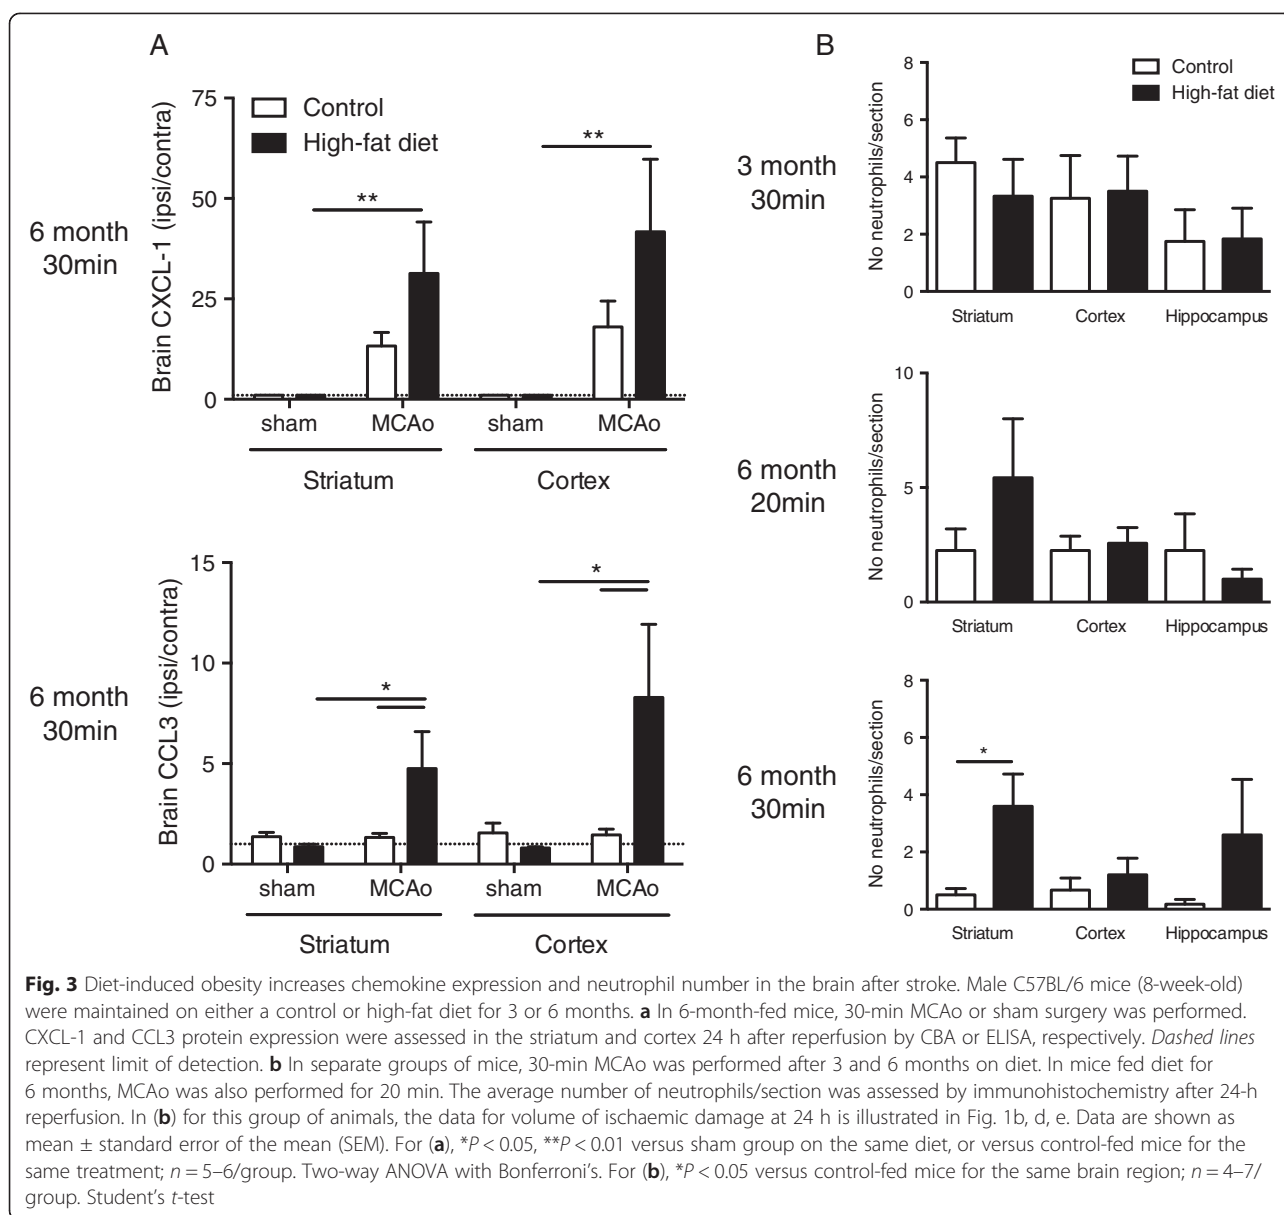 A
75
50
25
0
Brain CXCL-1 (ipsi/contra)
Control
High-fat diet
**
**
6 month
30min
sham
MCAo
sham
MCAo
Striatum
Cortex
15
10
5
0
Brain CCL3 (ipsi/contra)
*
*
6 month
30min
sham
MCAo
sham
MCAo
Striatum
Cortex
B
Control
High-fat diet
3 month
30min
8
6
4
2
0
No neutrophils/section
Striatum
Cortex
Hippocampus
6 month
20min
10
5
0
No neutrophils/section
Striatum
Cortex
Hippocampus
6 month
30min
8
6
4
2
0
No neutrophils/section
*
Striatum
Cortex
Hippocampus
Fig. 3 Diet-induced obesity increases chemokine expression and neutrophil number in the brain after stroke. Male C57BL/6 mice (8-week-old)
were maintained on either a control or high-fat diet for 3 or 6 months. a In 6-month-fed mice, 30-min MCAo or sham surgery was performed.
CXCL-1 and CCL3 protein expression were assessed in the striatum and cortex 24 h after reperfusion by CBA or ELISA, respectively. Dashed lines
represent limit of detection. b In separate groups of mice, 30-min MCAo was performed after 3 and 6 months on diet. In mice fed diet for
6 months, MCAo was also performed for 20 min. The average number of neutrophils/section was assessed by immunohistochemistry after 24-h
reperfusion. In (b) for this group of animals, the data for volume of ischaemic damage at 24 h is illustrated in Fig. 1b, d, e. Data are shown as
mean ± standard error of the mean (SEM). For (a), *P < 0.05, **P < 0.01 versus sham group on the same diet, or versus control-fed mice for the
same treatment; n = 5–6/group. Two-way ANOVA with Bonferroni's. For (b), *P < 0.05 versus control-fed mice for the same brain region; n = 4–7/
group. Student's t-test